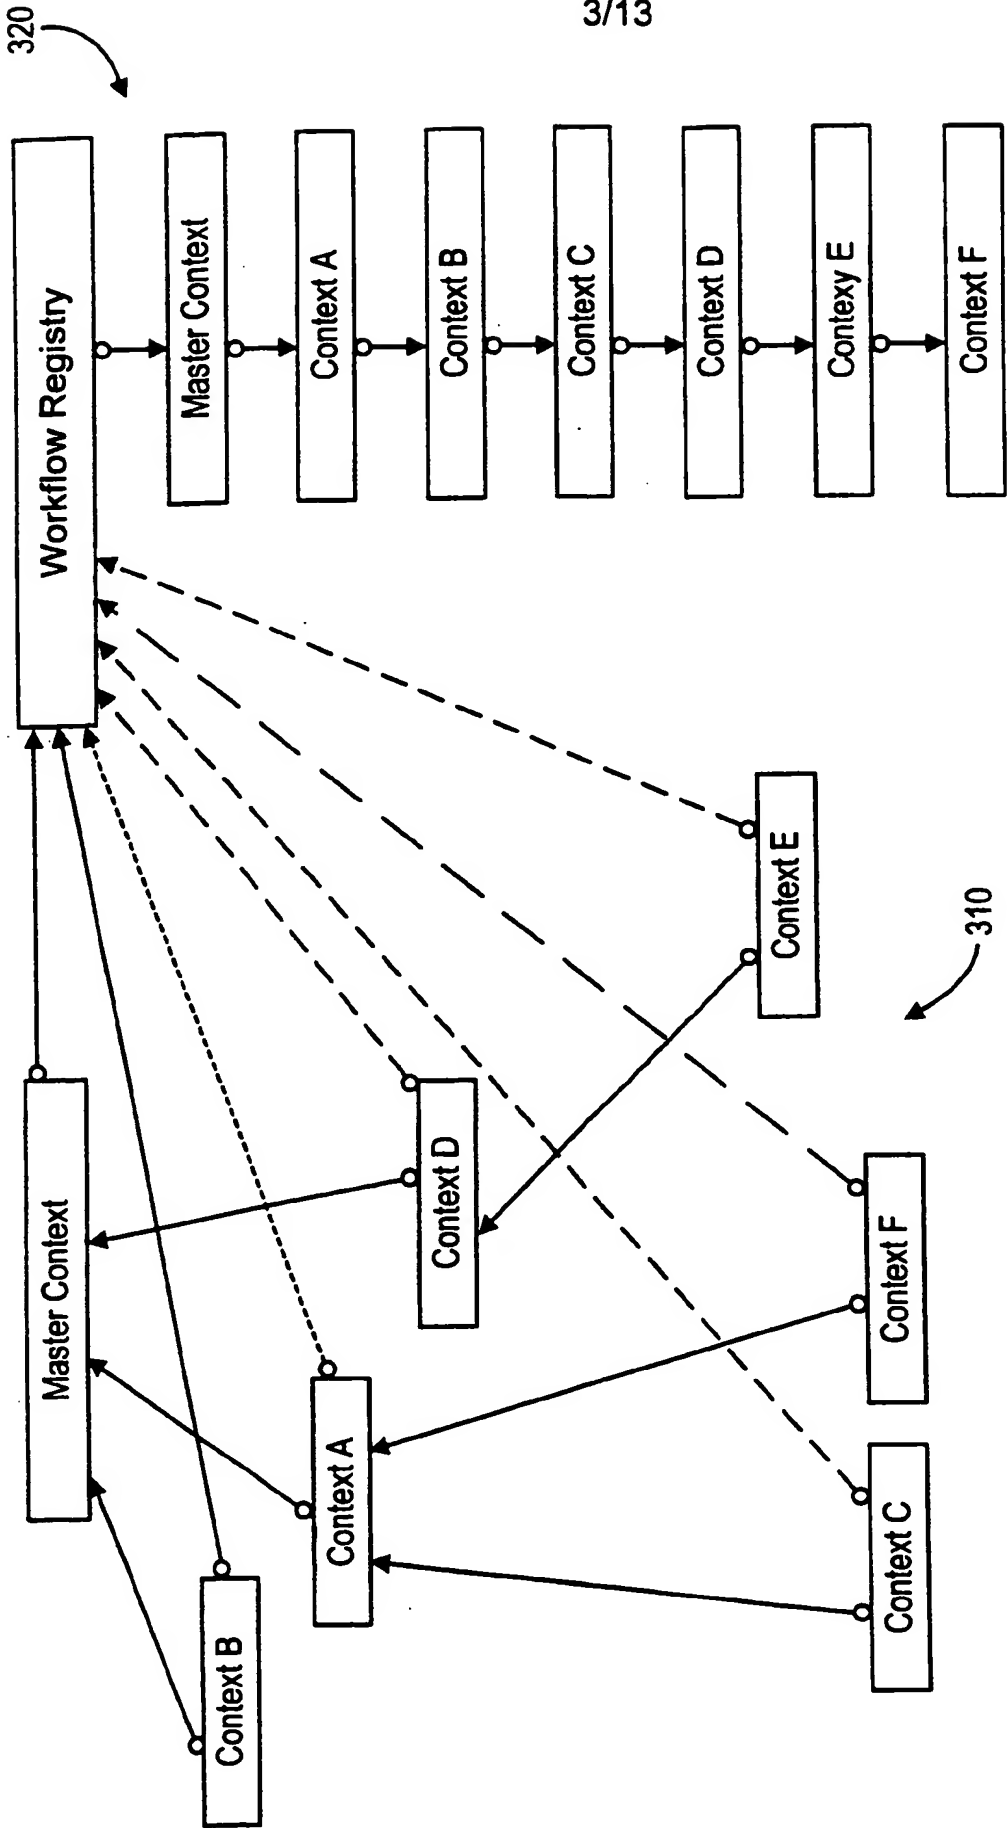 3/13
320
Workflow Registry
Master Context
Context A
Context B
Context C
Context D
Contexy E
Context F
Master Context
Context B
Context A
Context D
Context E
Context C
Context F
310